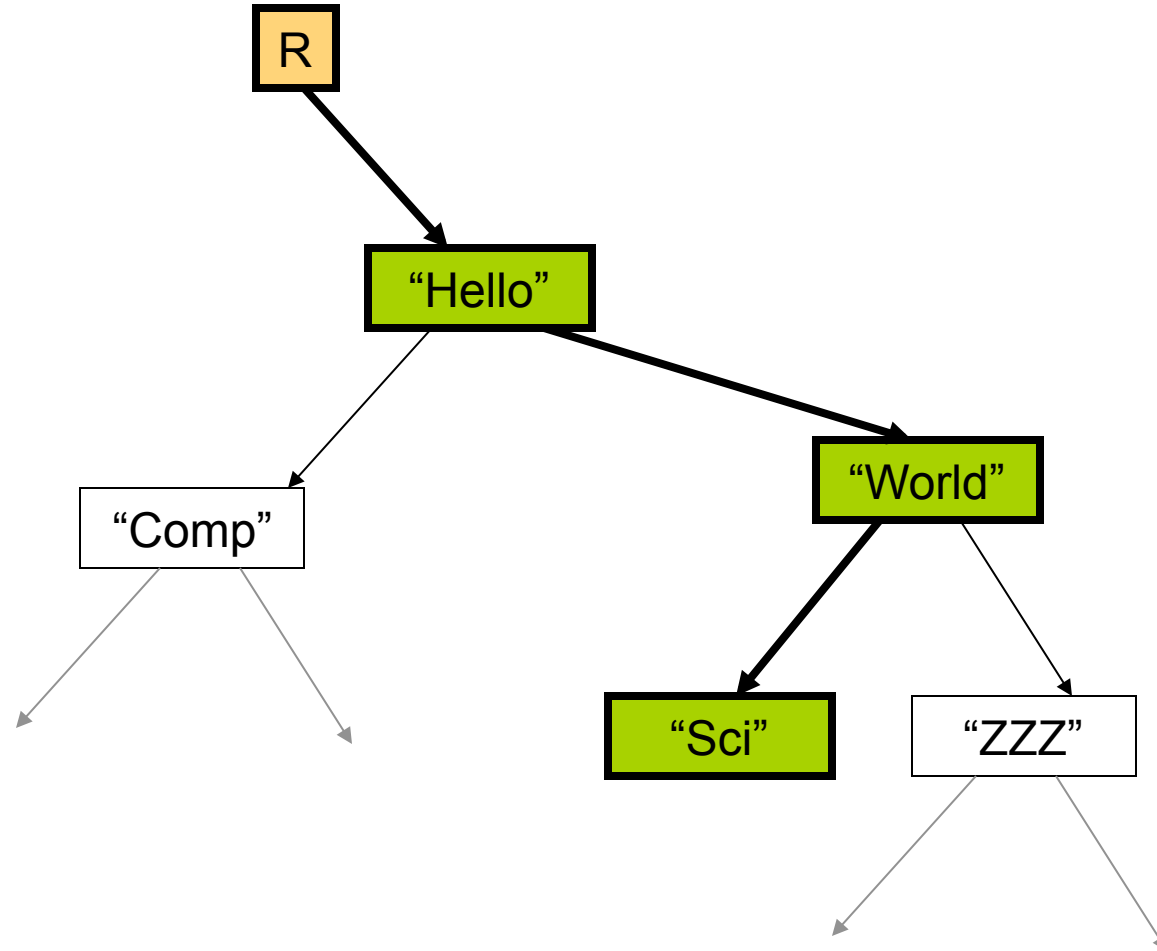 R
“Hello”
“World”
“Comp”
“Sci”
“ZZZ”